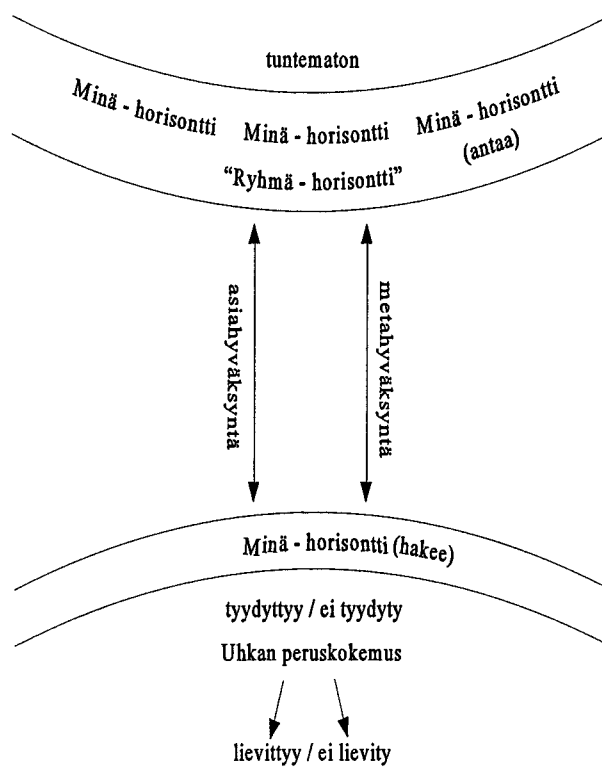 tuntematon
Minä - horisontti
Minä - horisontti
Minä - horisontti
(antaa)
“Ryhmä - horisontti”
asiahyväksyntä
metahyväksyntä
Minä - horisontti (hakee)
tyydyttyy / ei tyydyty
Uhkan peruskokemus
lievittyy / ei lievity